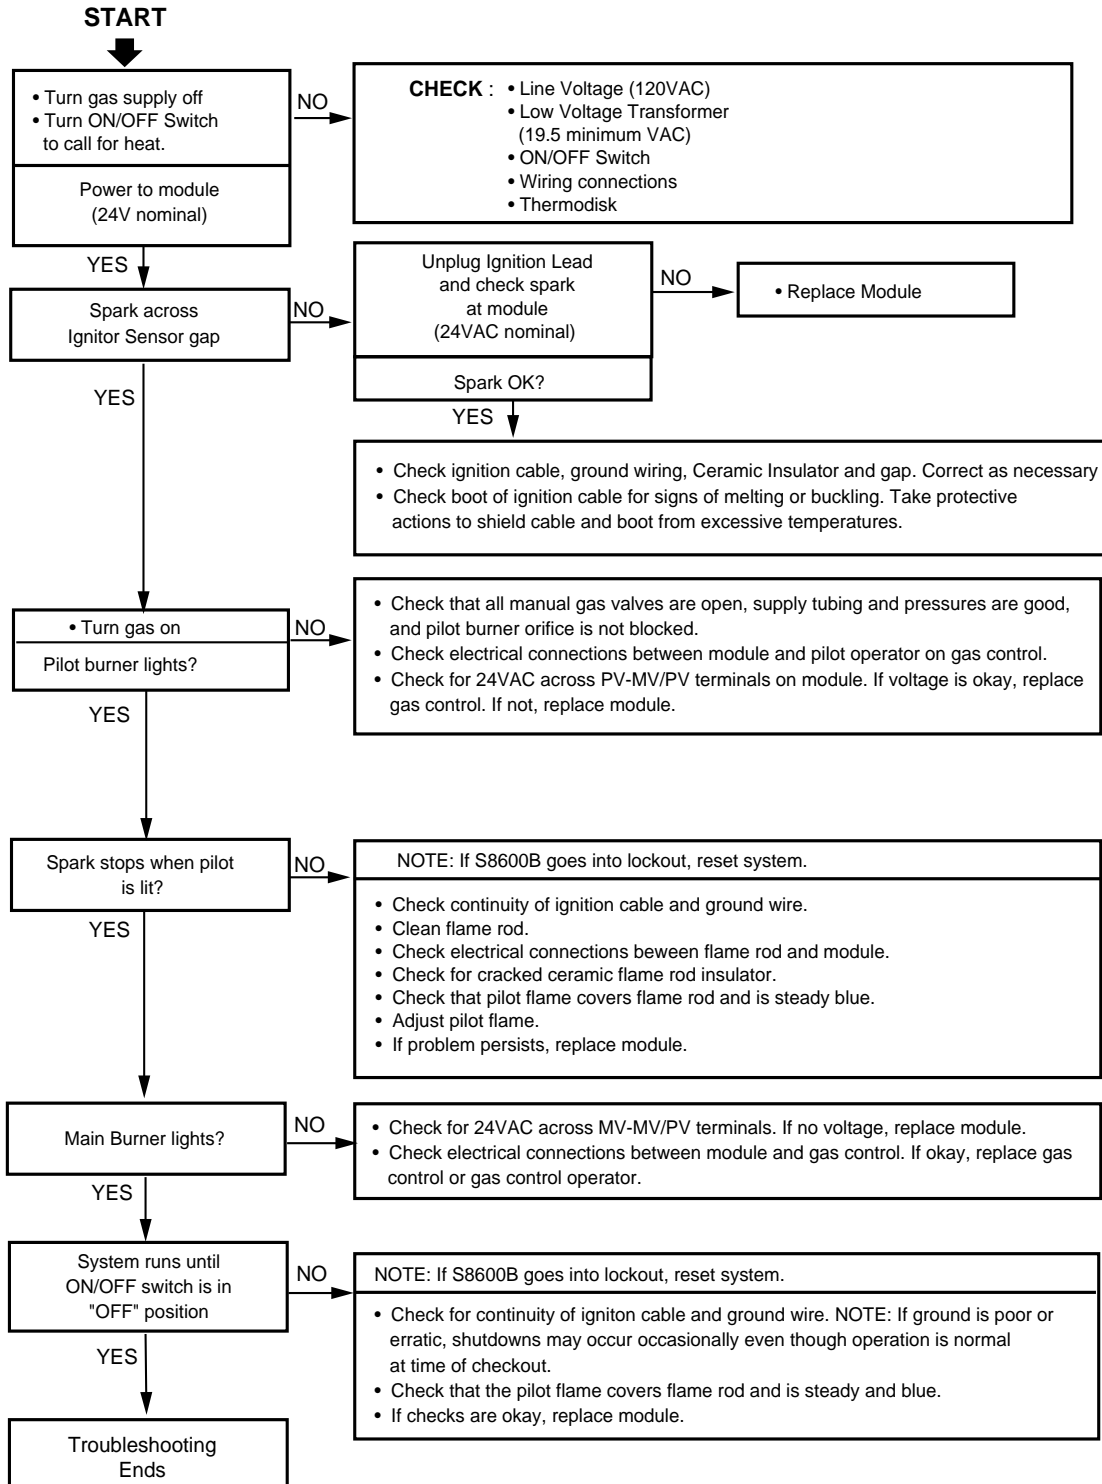 START
• Turn gas supply off
• Turn ON/OFF Switch
to call for heat.
Power to module
(24V nominal)
NO
CHECK : • Line Voltage (120VAC)
• Low Voltage Transformer
(19.5 minimum VAC)
• ON/OFF Switch
• Wiring connections
• Thermodisk
YES
Spark across
Ignitor Sensor gap
NO
Unplug Ignition Lead
and check spark
at module
(24VAC nominal)
Spark OK?
NO
• Replace Module
YES
• Check ignition cable, ground wiring, Ceramic Insulator and gap. Correct as necessary
• Check boot of ignition cable for signs of melting or buckling. Take protective
actions to shield cable and boot from excessive temperatures.
YES
• Turn gas on
Pilot burner lights?
NO
• Check that all manual gas valves are open, supply tubing and pressures are good,
and pilot burner orifice is not blocked.
• Check electrical connections between module and pilot operator on gas control.
• Check for 24VAC across PV-MV/PV terminals on module. If voltage is okay, replace
gas control. If not, replace module.
YES
Spark stops when pilot
is lit?
NO
NOTE: If S8600B goes into lockout, reset system.
• Check continuity of ignition cable and ground wire.
• Clean flame rod.
• Check electrical connections beween flame rod and module.
• Check for cracked ceramic flame rod insulator.
• Check that pilot flame covers flame rod and is steady blue.
• Adjust pilot flame.
• If problem persists, replace module.
YES
Main Burner lights?
NO
• Check for 24VAC across MV-MV/PV terminals. If no voltage, replace module.
• Check electrical connections between module and gas control. If okay, replace gas
control or gas control operator.
YES
System runs until
ON/OFF switch is in
"OFF" position
NO
NOTE: If S8600B goes into lockout, reset system.
• Check for continuity of igniton cable and ground wire. NOTE: If ground is poor or
erratic, shutdowns may occur occasionally even though operation is normal
at time of checkout.
• Check that the pilot flame covers flame rod and is steady and blue.
• If checks are okay, replace module.
YES
Troubleshooting
Ends